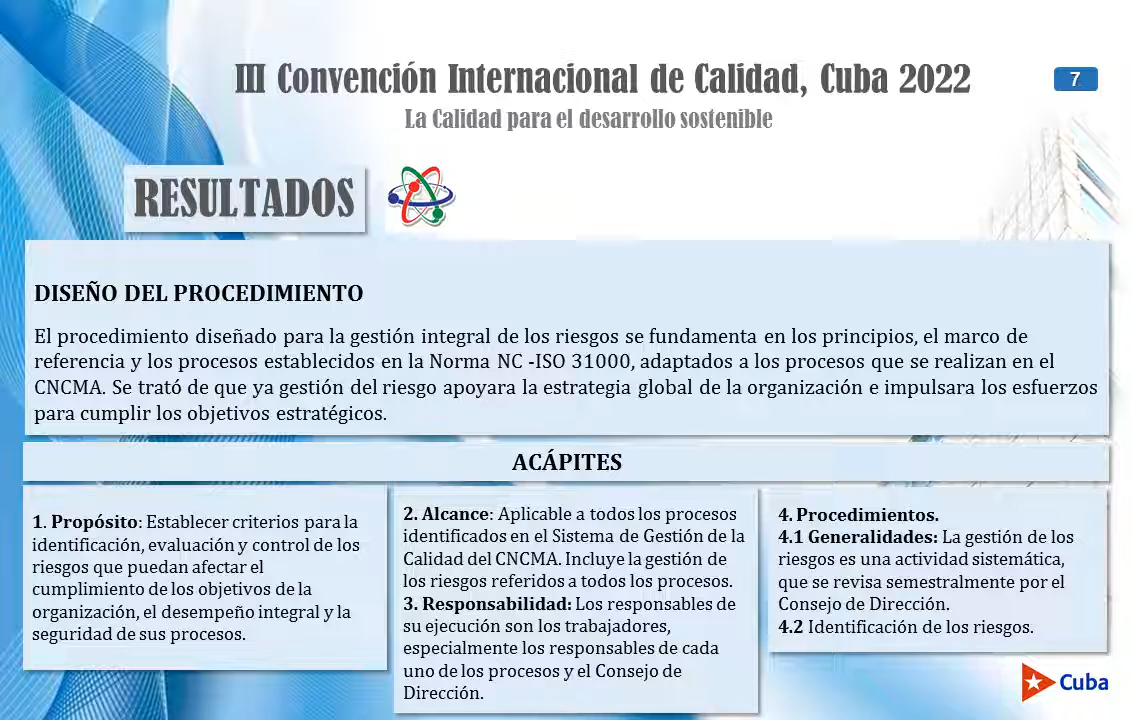 III Convención Internacional de Calidad, Cuba 2022
7
La Calidad para el desarrollo sostenible
RESULTADOS
DISEÑO DEL PROCEDIMIENTO
El procedimiento diseñado para la gestión integral de los riesgos se fundamenta en los principios, el marco de
referencia y los procesos establecidos en la Norma NC -ISO 31000, adaptados a los procesos que se realizan en el
CNCMA. Se trató de que ya gestión del riesgo apoyara la estrategia global de la organización e impulsara los esfuerzos
para cumplir los objetivos estratégicos.
ACÁPITES
1. Propósito: Establecer criterios para la
identificación, evaluación y control de los
riesgos que puedan afectar el
cumplimiento de los objetivos de la
organización, el desempeño integral y la
seguridad de sus procesos.
2. Alcance: Aplicable a todos los procesos
identificados en el Sistema de Gestión de la
Calidad del CNCMA. Incluye la gestión de
los riesgos referidos a todos los procesos.
3. Responsabilidad: Los responsables de
su ejecución son los trabajadores,
especialmente los responsables de cada
uno de los procesos y el Consejo de
Dirección.
4. Procedimientos.
4.1 Generalidades: La gestión de los
riesgos es una actividad sistemática,
que se revisa semestralmente por el
Consejo de Dirección.
4.2 Identificación de los riesgos.
Cuba